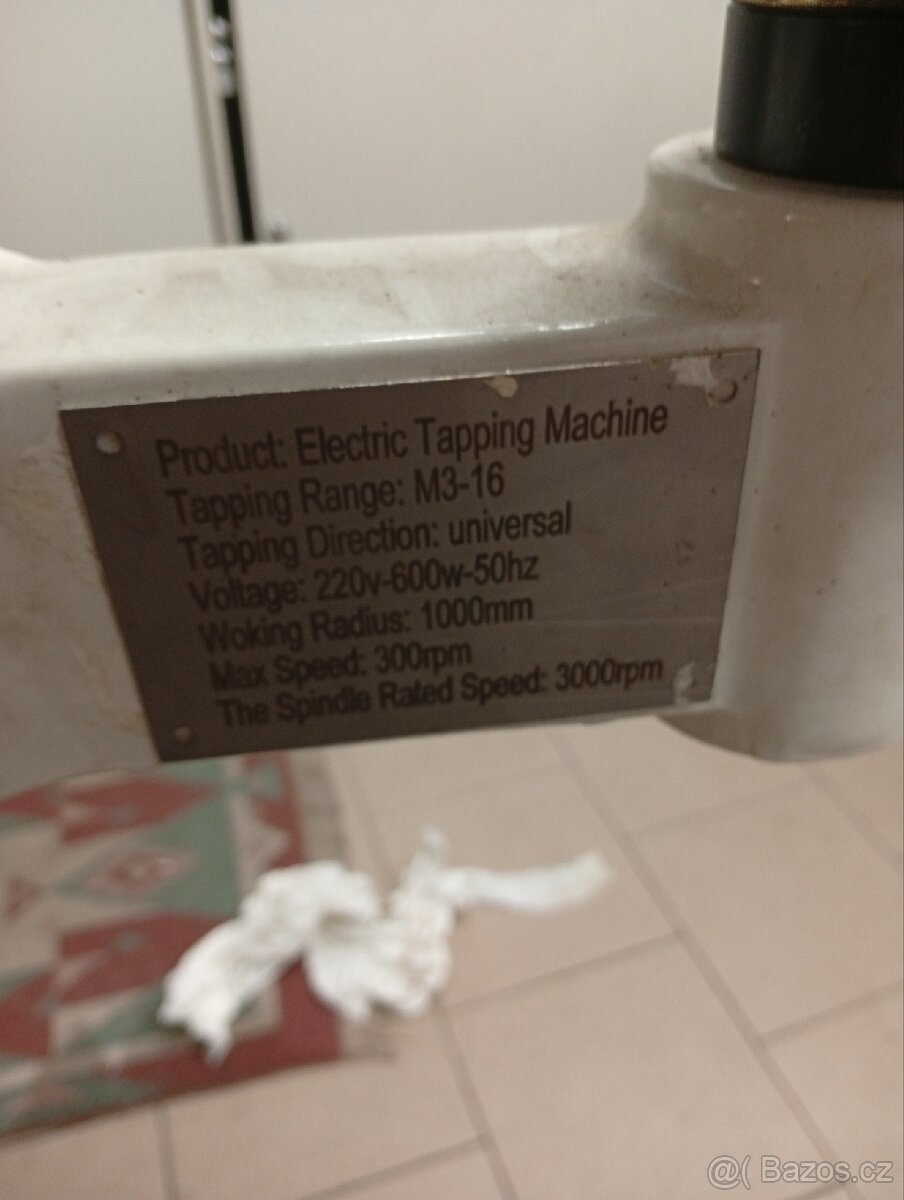 Product: Electric Tapping Machine
Tapping Range: M3-16
Tapping Direction: universal
Voltage: 220v-600w-50hz
Woking Radius: 1000mm
Max Speed: 300rpm
The Spindle Rated Speed: 3000rpm
@( Bazos.cz